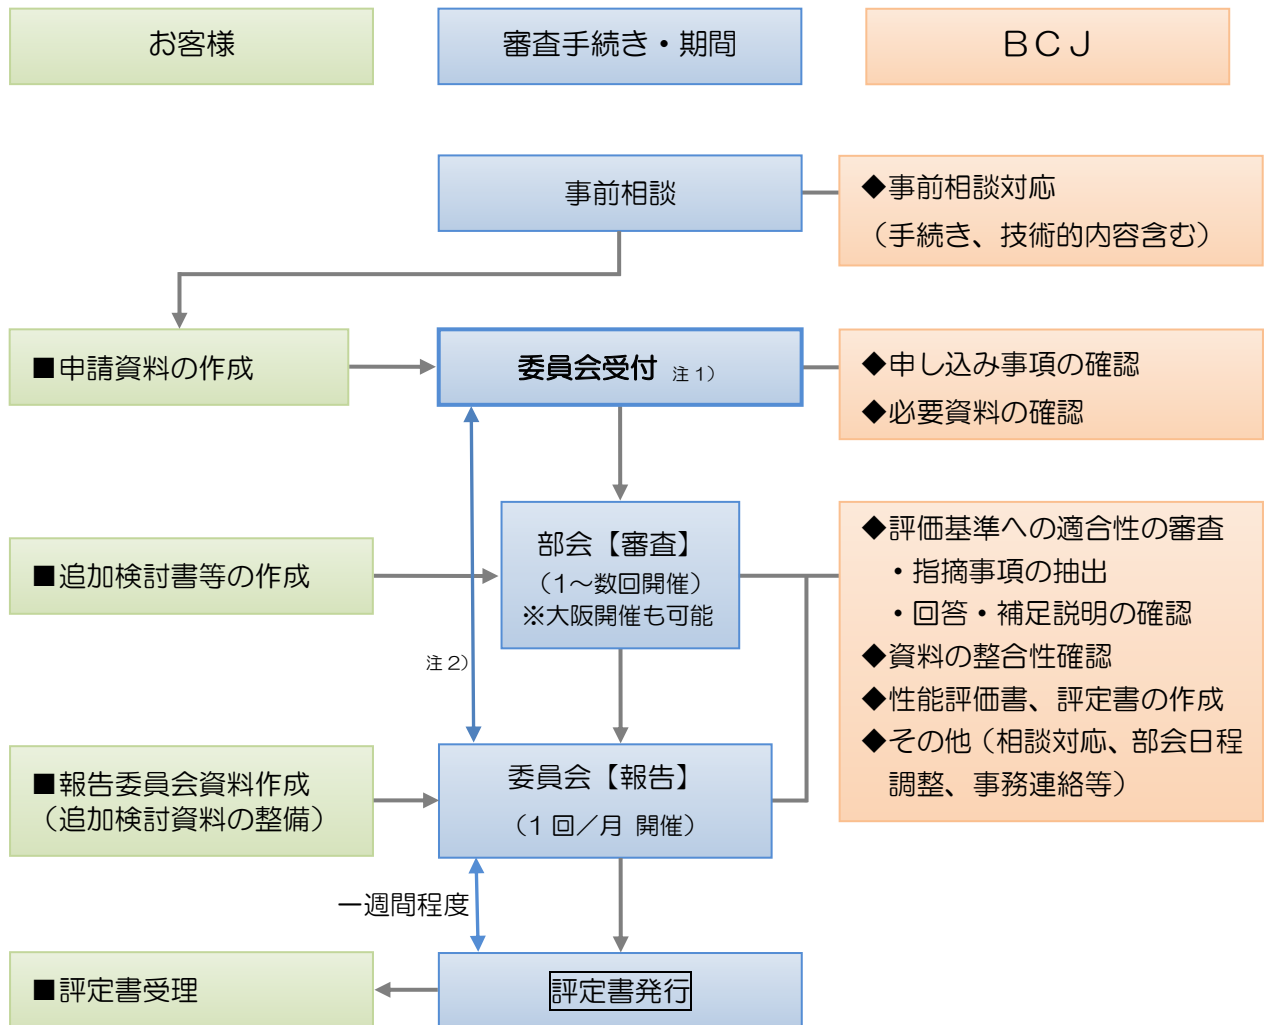 お客様
審査手続き・期間
ＢＣＪ
事前相談
◆事前相談対応
（手続き、技術的内容含む）
■申請資料の作成
委員会受付 注1）
◆申し込み事項の確認
◆必要資料の確認
■追加検討書等の作成
部会【審査】
（1～数回開催）
※大阪開催も可能
◆評価基準への適合性の審査
・指摘事項の抽出
・回答・補足説明の確認
◆資料の整合性確認
◆性能評価書、評定書の作成
◆その他（相談対応、部会日程
調整、事務連絡等）
注2）
■報告委員会資料作成
（追加検討資料の整備）
委員会【報告】
（1回／月 開催）
一週間程度
■評定書受理
評定書発行